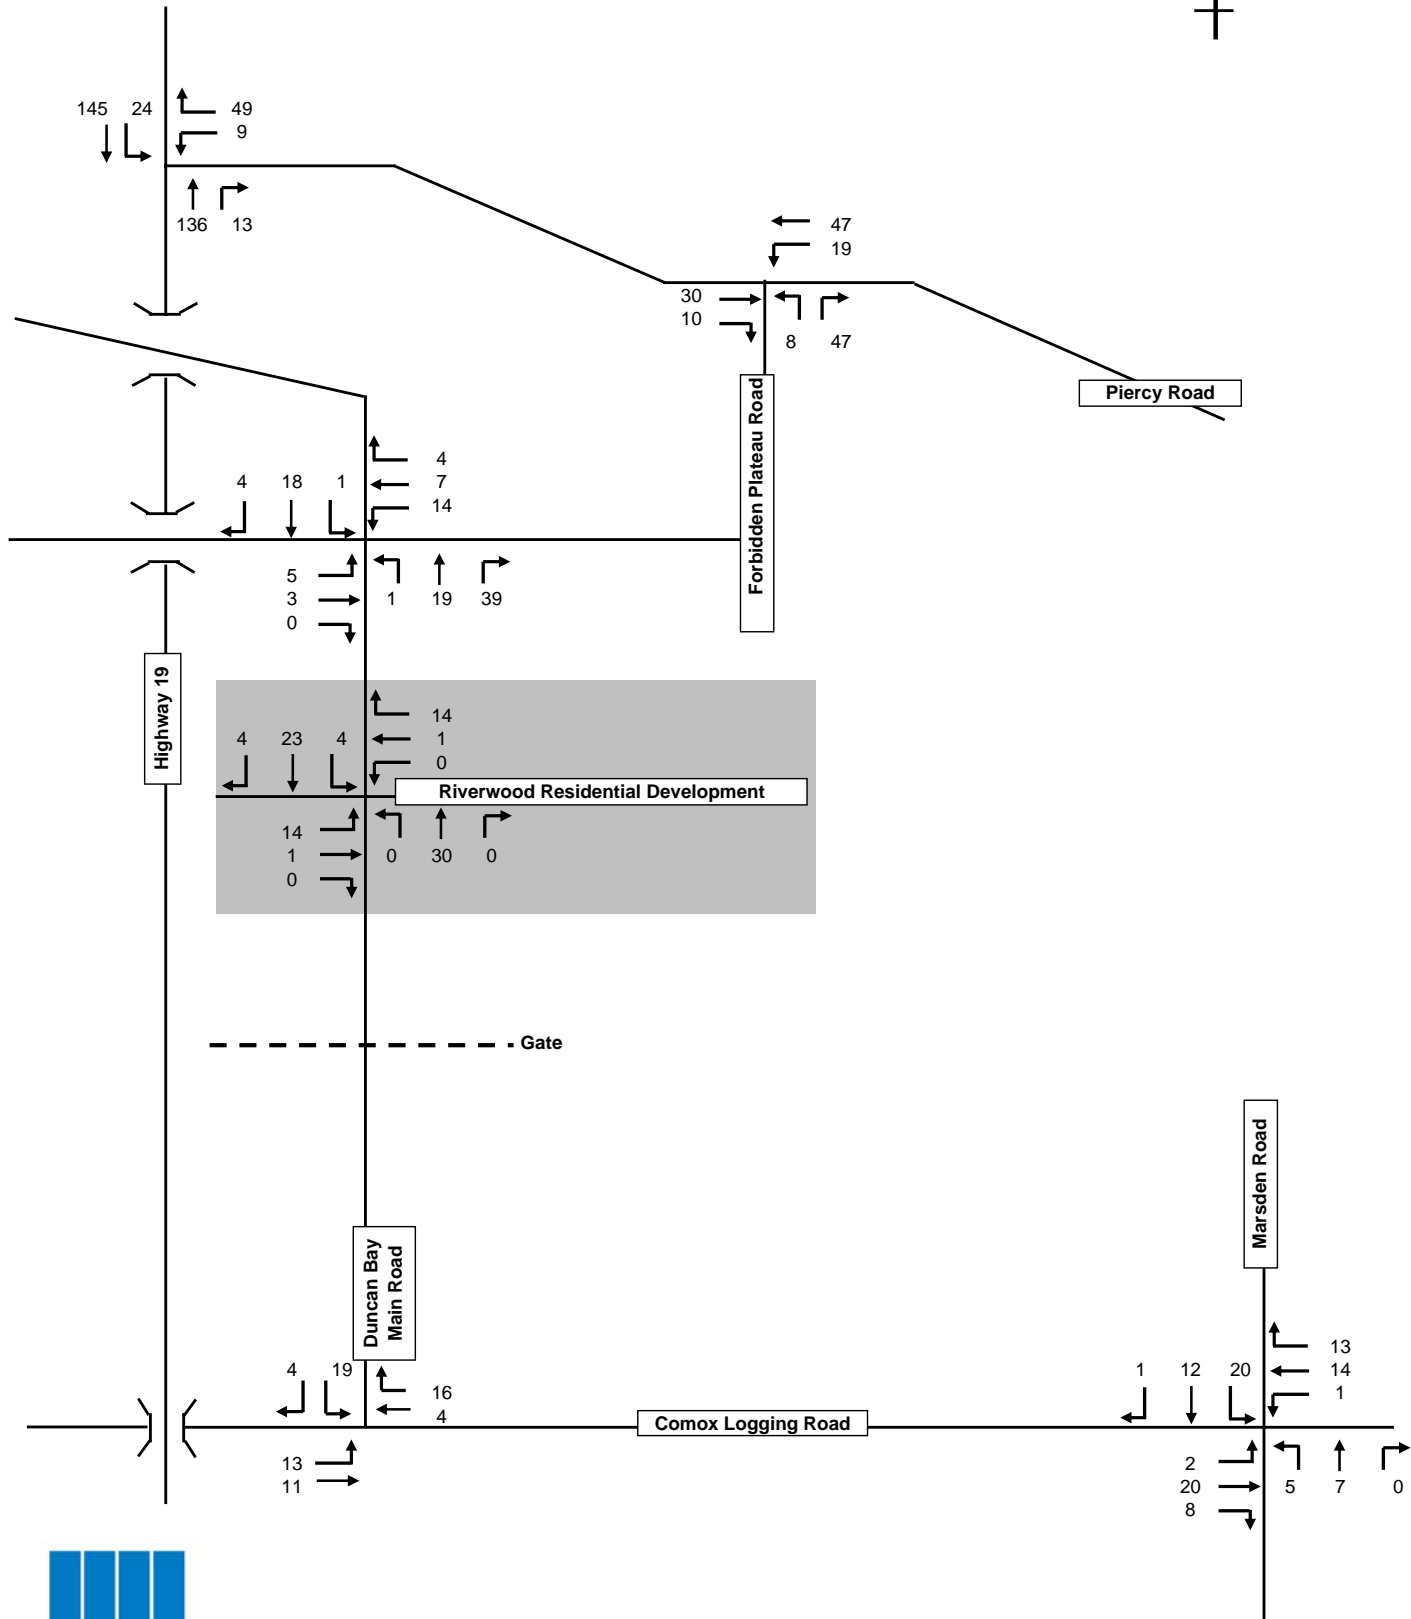 145 24 49
9
136 13
47
19
30
10
8 47
Piercy Road
Forbidden Plateau Road
4
4 18 1 7
14
5
3 1 19 39
0
Highway 19
14
4 23 4 1
0
Riverwood Residential Development
14
1 0 30 0
0
Gate
Marsden Road
Duncan Bay
Main Road
4 19 16
4
13
11
Comox Logging Road
13
1 12 20 14
1
2
20 5 7 0
8